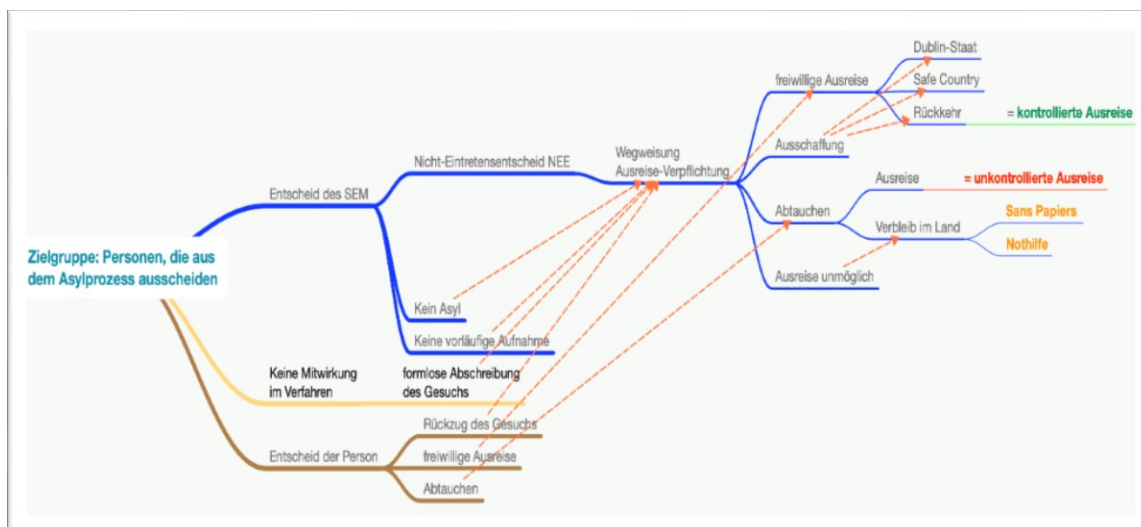 Zielgruppe: Personen, die aus
dem Asylprozess ausscheiden
Entscheid des SEM
Nicht-Eintretensentscheid NEE
Wegweisung
Ausreise-Verpflichtung
freiwillige Ausreise
Dublin-Staat
Safe Country
Rückkehr
= kontrollierte Ausreise
Ausschaffung
Abtauchen
Ausreise
= unkontrollierte Ausreise
Verbleib im Land
Sans Papiers
Nothilfe
Ausreise unmöglich
Kein Asyl
Keine vorläufige Aufnahme
Keine Mitwirkung
im Verfahren
formlose Abschreibung
des Gesuchs
Entscheid der Person
Rückzug des Gesuchs
freiwillige Ausreise
Abtauchen